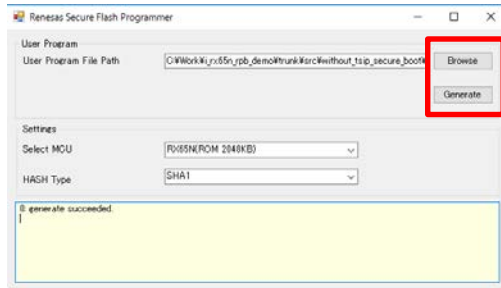 Renesas Secure Flash Programmer
User Program
User Program File Path
C:¥Work¥i_rx65n_rpb_demo¥trunk¥src¥without_tsip_secure_boot¥
Browse
Generate
Settings
Select MCU
RX65N(ROM 2048KB)
HASH Type
SHA1
0: generate succeeded.